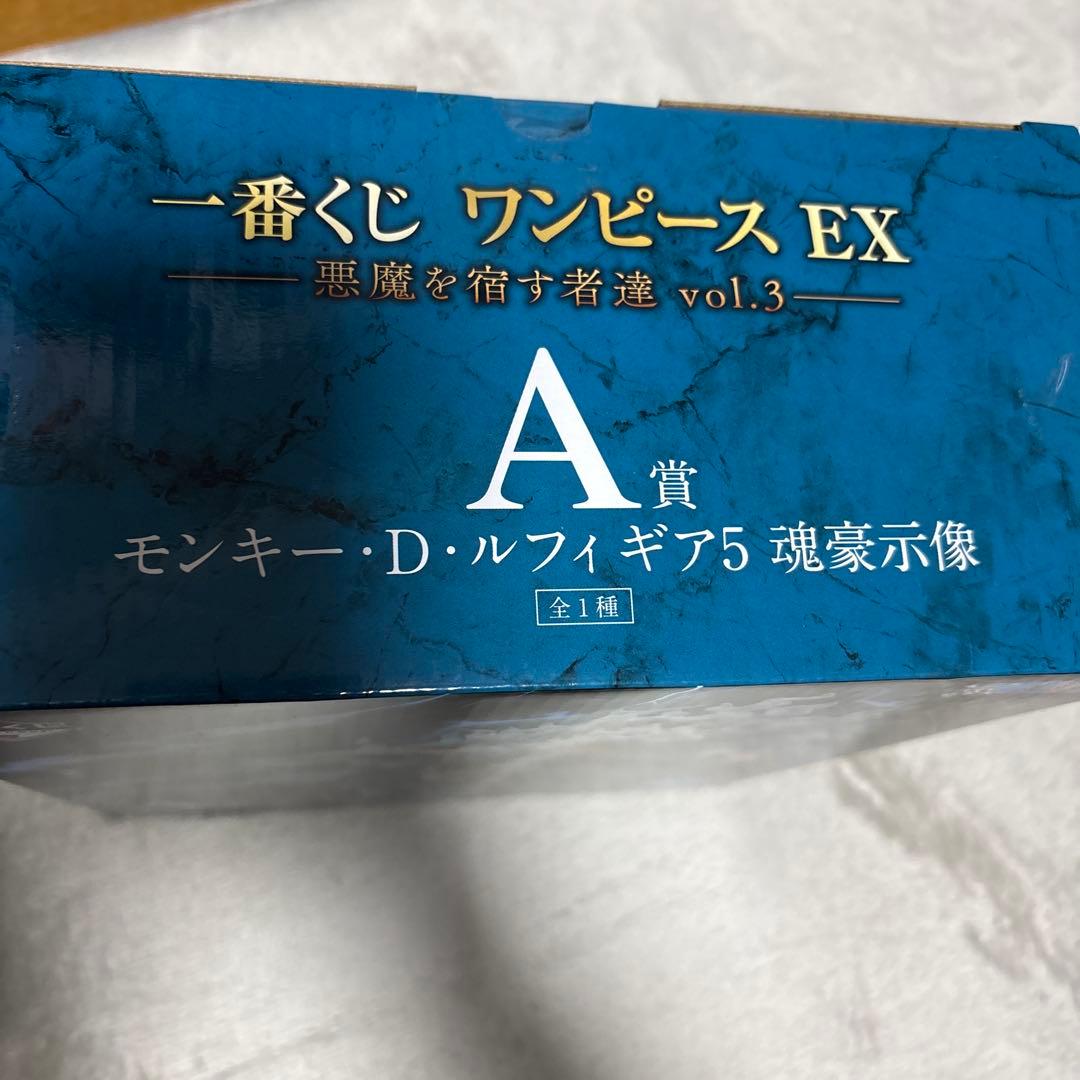 一番くじ ワンピース EX
悪魔を宿す者達 vol.3
A賞
モンキー・D・ルフィ ギア5 魂豪示像
全1種